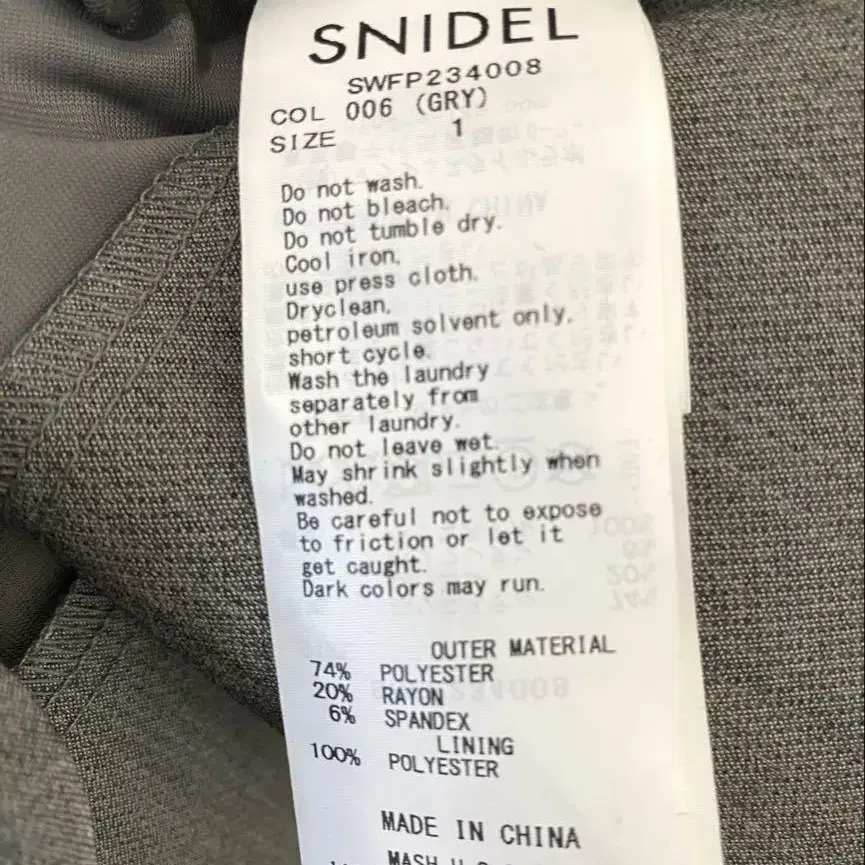 SNIDEL
SWFP234008
COL 006 (GRY)
SIZE 1
Do not wash.
Do not bleach.
Do not tumble dry.
Cool iron,
use press cloth.
Dryclean,
petroleum solvent only.
short cycle.
Wash the laundry
separately from
other laundry.
Do not leave wet.
May shrink slightly when
washed.
Be careful not to expose
to friction or let it
get caught.
Dark colors may run.
OUTER MATERIAL
74% POLYESTER
20% RAYON
6% SPANDEX
LINING
100% POLYESTER
MADE IN CHINA
MASH